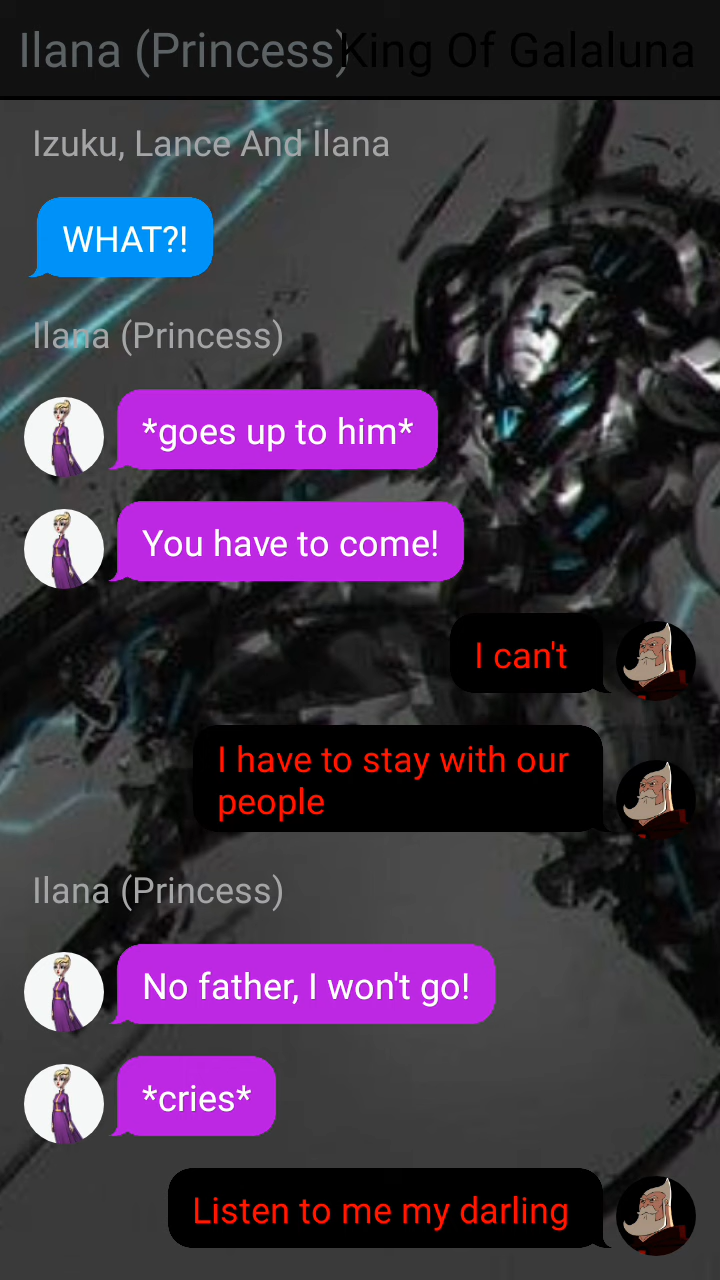 Ilana (Princess) King Of Galaluna
Izuku, Lance And Ilana
WHAT?!
Ilana (Princess)
*goes up to him*
You have to come!
I can't
I have to stay with our
people
Ilana (Princess)
No father, I won't go!
*cries*
Listen to me my darling